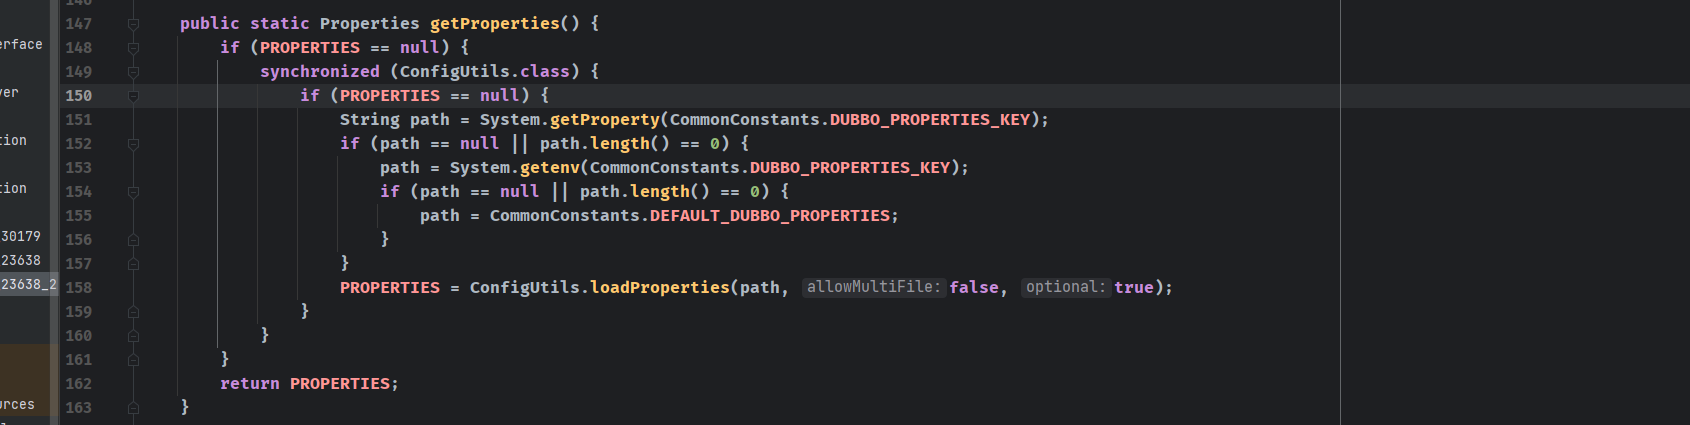 146
147 public static Properties getProperties() {
erface
148 if (PROPERTIES == null) {
149 synchronized (ConfigUtils.class) {
ver
150 if (PROPERTIES == null) {
151 String path = System.getProperty(CommonConstants.DUBBO_PROPERTIES_KEY);
tion
152 if (path == null || path.length() == 0) {
153 path = System.getenv(CommonConstants.DUBBO_PROPERTIES_KEY);
tion
154 if (path == null || path.length() == 0) {
155 path = CommonConstants.DEFAULT_DUBBO_PROPERTIES;
30179
156 }
23638
157 }
23638_2
158 PROPERTIES = ConfigUtils.loadProperties(path, allowMultiFile: false, optional: true);
159 }
160 }
161 }
162 return PROPERTIES;
urces
163 }